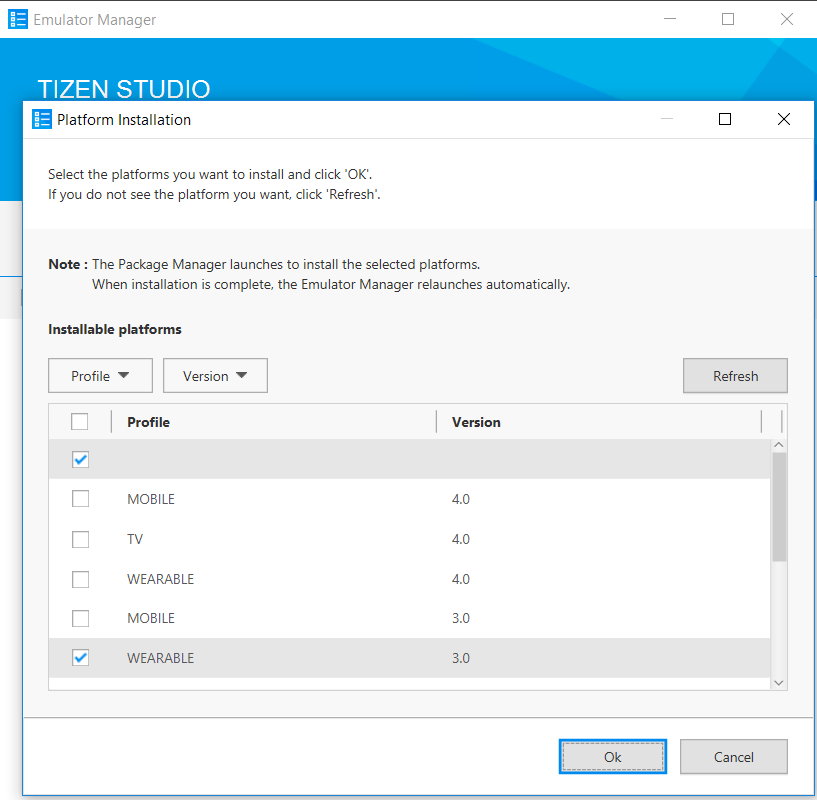 Emulator Manager
TIZEN STUDIO
Platform Installation
Select the platforms you want to install and click 'OK'.
If you do not see the platform you want, click 'Refresh'.
Note : The Package Manager launches to install the selected platforms.
When installation is complete, the Emulator Manager relaunches automatically.
Installable platforms
Profile Version Refresh
Profile Version
MOBILE 4.0
TV 4.0
WEARABLE 4.0
MOBILE 3.0
WEARABLE 3.0
Ok Cancel